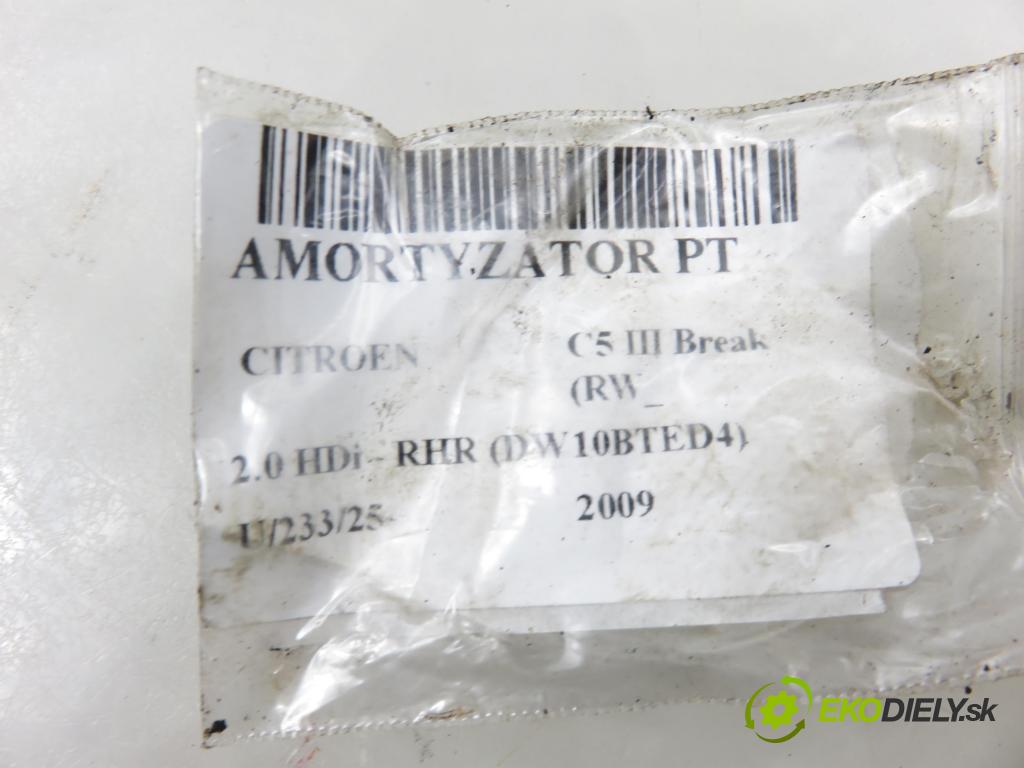 AMORTYZATOR PT
CITROEN
C5 III Break
(RW_
2.0 HDi - RHR (DW10BTED4)
U/233/25
2009
EKODIELY.sk